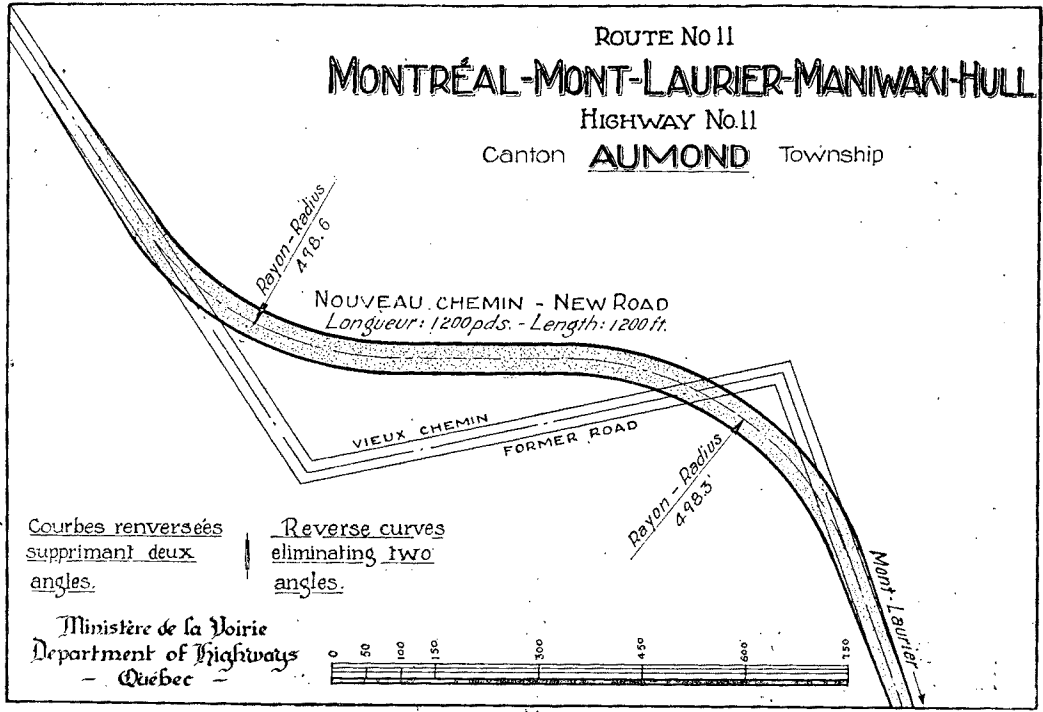 ROUTE No 11
MONTRÉAL-MONT-LAURIER-MANIWAKI-HULL
HIGHWAY No.11
Canton AUMOND Township
Rayon-Radius
498.6
NOUVEAU CHEMIN - NEW ROAD
Longueur: 1200 pds. - Length: 1200 ft.
VIEUX CHEMIN
FORMER ROAD
Rayon-Radius
498.3'
Mont-Laurier
Courbes renversées
supprimant deux
angles.
Reverse curves
eliminating two
angles.
Ministère de la Voirie
Department of Highways
- Québec -
0 50 100 150 300 450 600 750